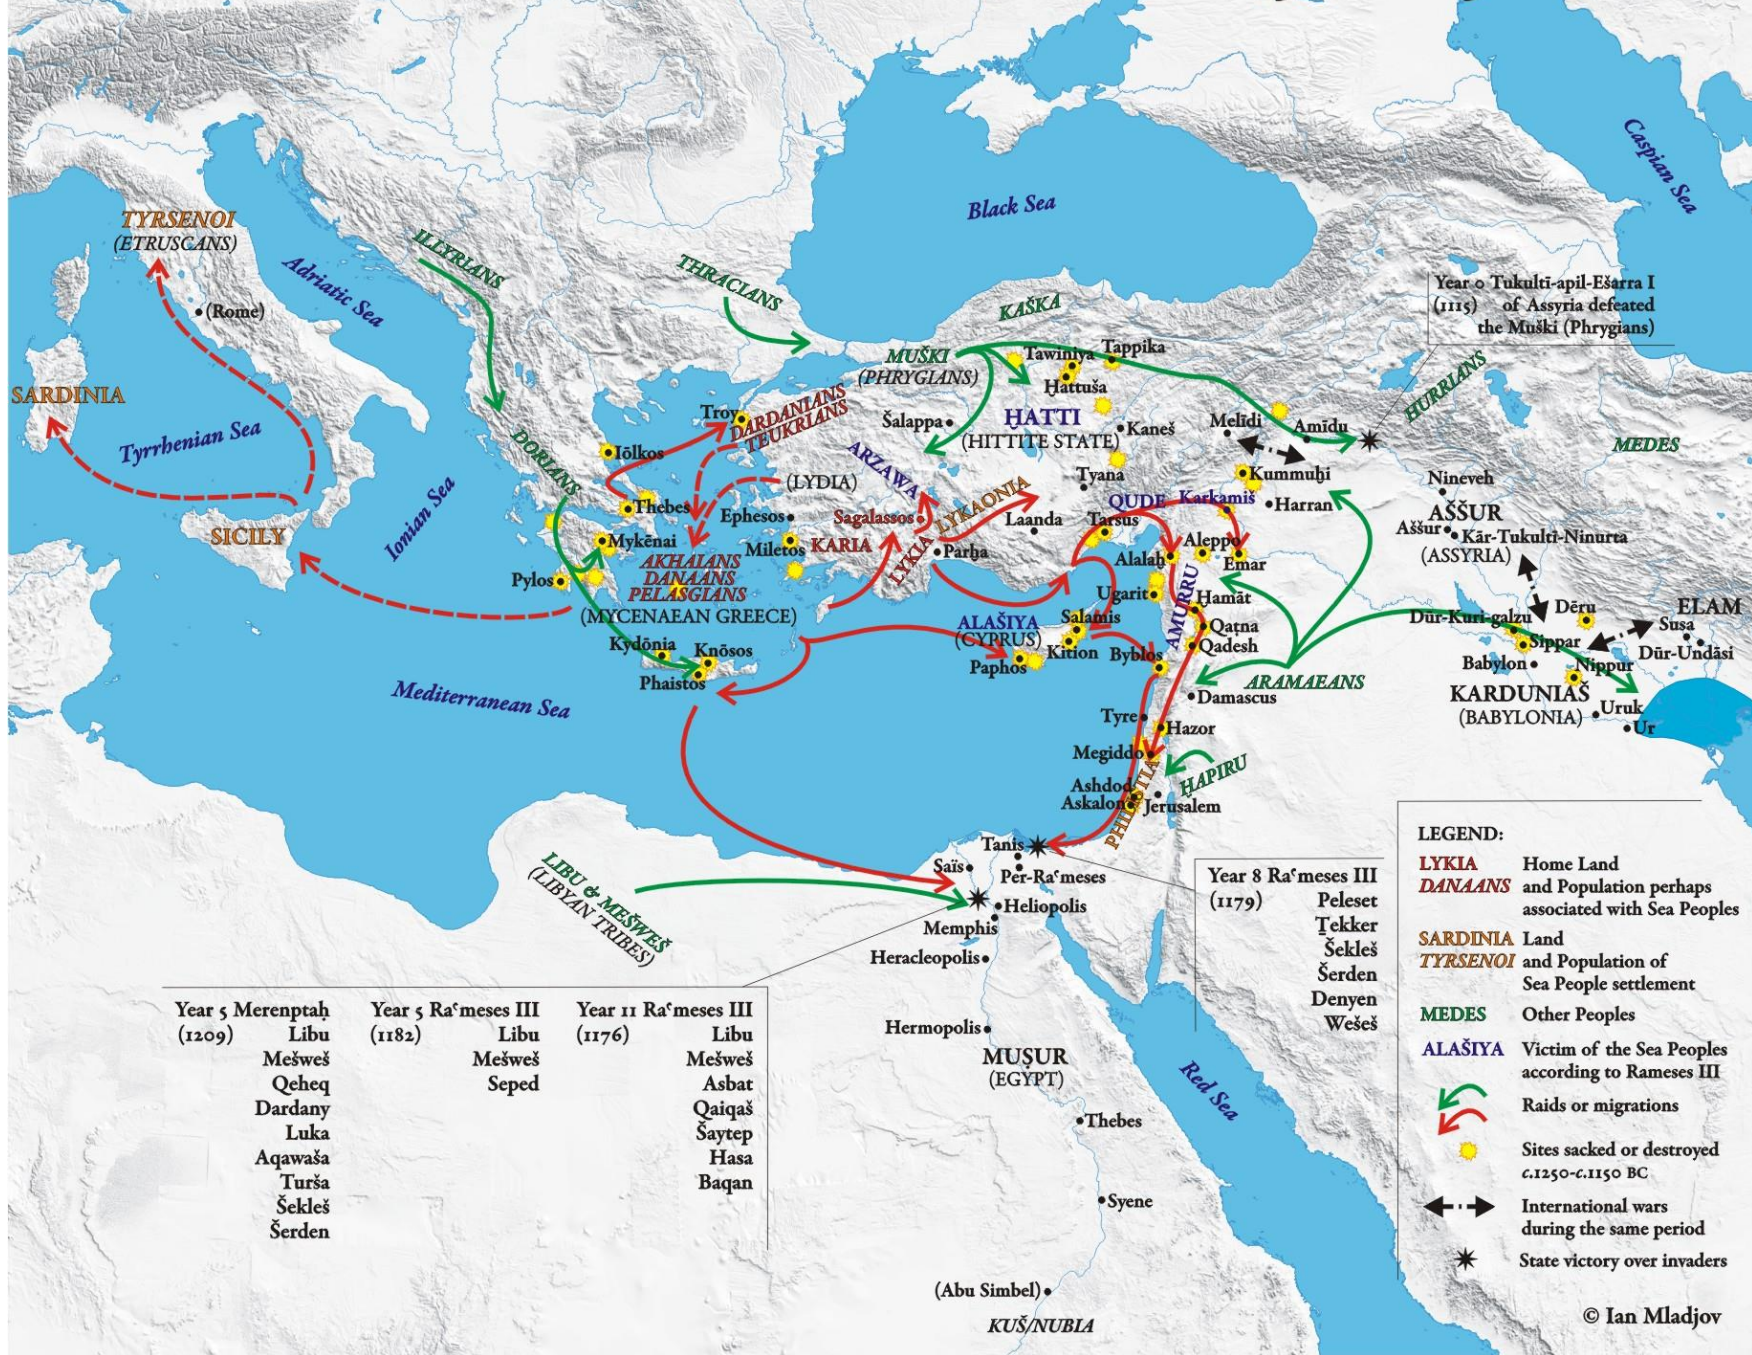 Caspian Sea
Black Sea
TYRSENOI
(ETRUSCANS)
ILLYRIANS
Adriatic Sea
THRACIANS
KAŠKA
Year 0 Tukultī-apil-Ešarra I
(1115) of Assyria defeated
the Muški (Phrygians)
(Rome)
MUŠKI
(PHRYGIANS)
Tawiniya
Tappika
Ḫattuša
HURRIANS
SARDINIA
Tyrrhenian Sea
Troy
DARDANIANS
TEUKRIANS
Šalappa
ḪATTI
(HITTITE STATE)
Kaneš
Melīdi
Amīdu
MEDES
DORIANS
Iōlkos
ARZAWA
Tyana
Kummuḫi
Nineveh
(LYDIA)
LYKAONIA
QUDE
Karkamiš
Harran
AŠŠUR
Ionian Sea
Thebes
Ephesos
Sagalassos
Laanda
Tarsus
Aššur
Kār-Tukultī-Ninurta
(ASSYRIA)
SICILY
Mykēnai
Miletos
KARIA
LYKIA
Parḫa
Alalaḫ
Aleppo
Emar
AKHAIANS
DANAANS
PELASGIANS
(MYCENAEAN GREECE)
Pylos
Ugarit
AMURRU
Ḥamāt
ALAŠIYA
(CYPRUS)
Salamis
Kition
Paphos
Qaṭna
Qadesh
Byblos
Dūr-Kuri-galzu
Dēru
ELAM
Susa
Dūr-Undāsi
Sippar
Babylon
Nippur
Kydōnia
Knōsos
Phaistos
ARAMAEANS
Damascus
KARDUNIAŠ
(BABYLONIA)
Uruk
Ur
Mediterranean Sea
Tyre
Hazor
Megiddo
ḪAPIRU
Ashdod
Askalon
Jerusalem
PHILISTIA
LIBU & MEŠWEŠ
(LIBYAN TRIBES)
Tanis
Saïs
Per-Raʿmeses
Heliopolis
Memphis
Heracleopolis
Hermopolis
MUṢUR
(EGYPT)
Red Sea
Thebes
Syene
(Abu Simbel)
KUŠ/NUBIA
Year 8 Raʿmeses III
(1179) Peleset
Ṯekker
Šekleš
Šerden
Denyen
Wešeš
Year 5 Merenptaḥ
(1209) Libu
Mešweš
Qeheq
Dardany
Luka
Aqawaša
Turša
Šekleš
Šerden
Year 5 Raʿmeses III
(1182) Libu
Mešweš
Seped
Year 11 Raʿmeses III
(1176) Libu
Mešweš
Asbat
Qaiqaš
Šaytep
Hasa
Baqan
LEGEND:
LYKIA Home Land
DANAANS and Population perhaps
associated with Sea Peoples
SARDINIA Land
TYRSENOI and Population of
Sea People settlement
MEDES Other Peoples
ALAŠIYA Victim of the Sea Peoples
according to Rameses III
Raids or migrations
Sites sacked or destroyed
c.1250-c.1150 BC
International wars
during the same period
State victory over invaders
© Ian Mladjov